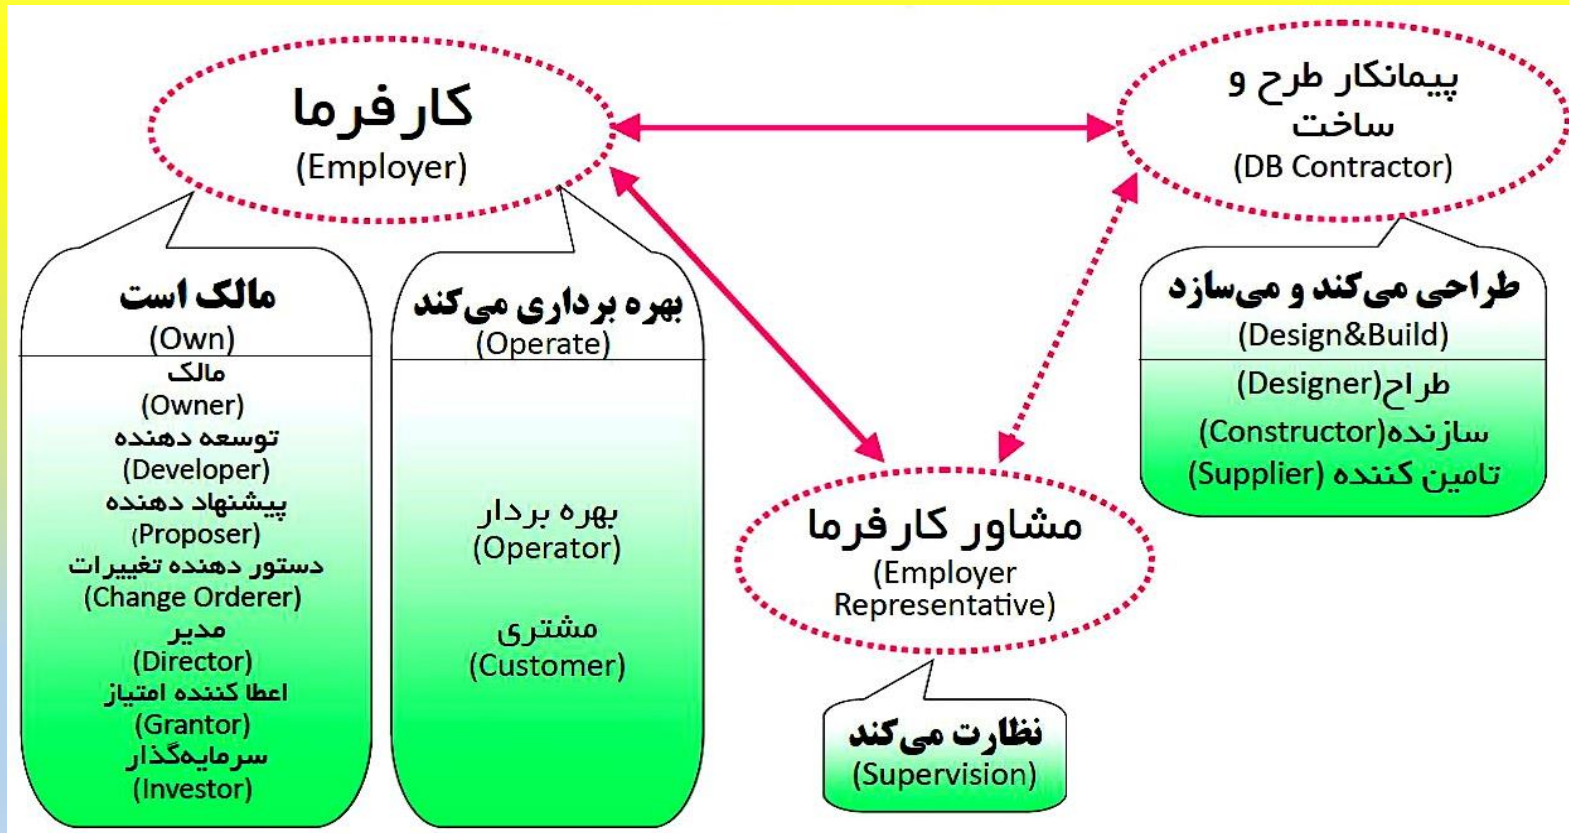 کارفرما
(Employer)
پیمانکار طرح و
ساخت
(DB Contractor)
مالک است
(Own)
مالک
(Owner)
توسعه دهنده
(Developer)
پیشنهاد دهنده
(Proposer)
دستور دهنده تغییرات
(Change Orderer)
مدیر
(Director)
اعطا کننده امتیاز
(Grantor)
سرمایه‌گذار
(Investor)
بهره برداری می‌کند
(Operate)
بهره بردار
(Operator)
مشتری
(Customer)
طراحی می‌کند و می‌سازد
(Design&Build)
طراح(Designer)
سازنده(Constructor)
تامین کننده (Supplier)
مشاور کارفرما
(Employer
Representative)
نظارت می‌کند
(Supervision)